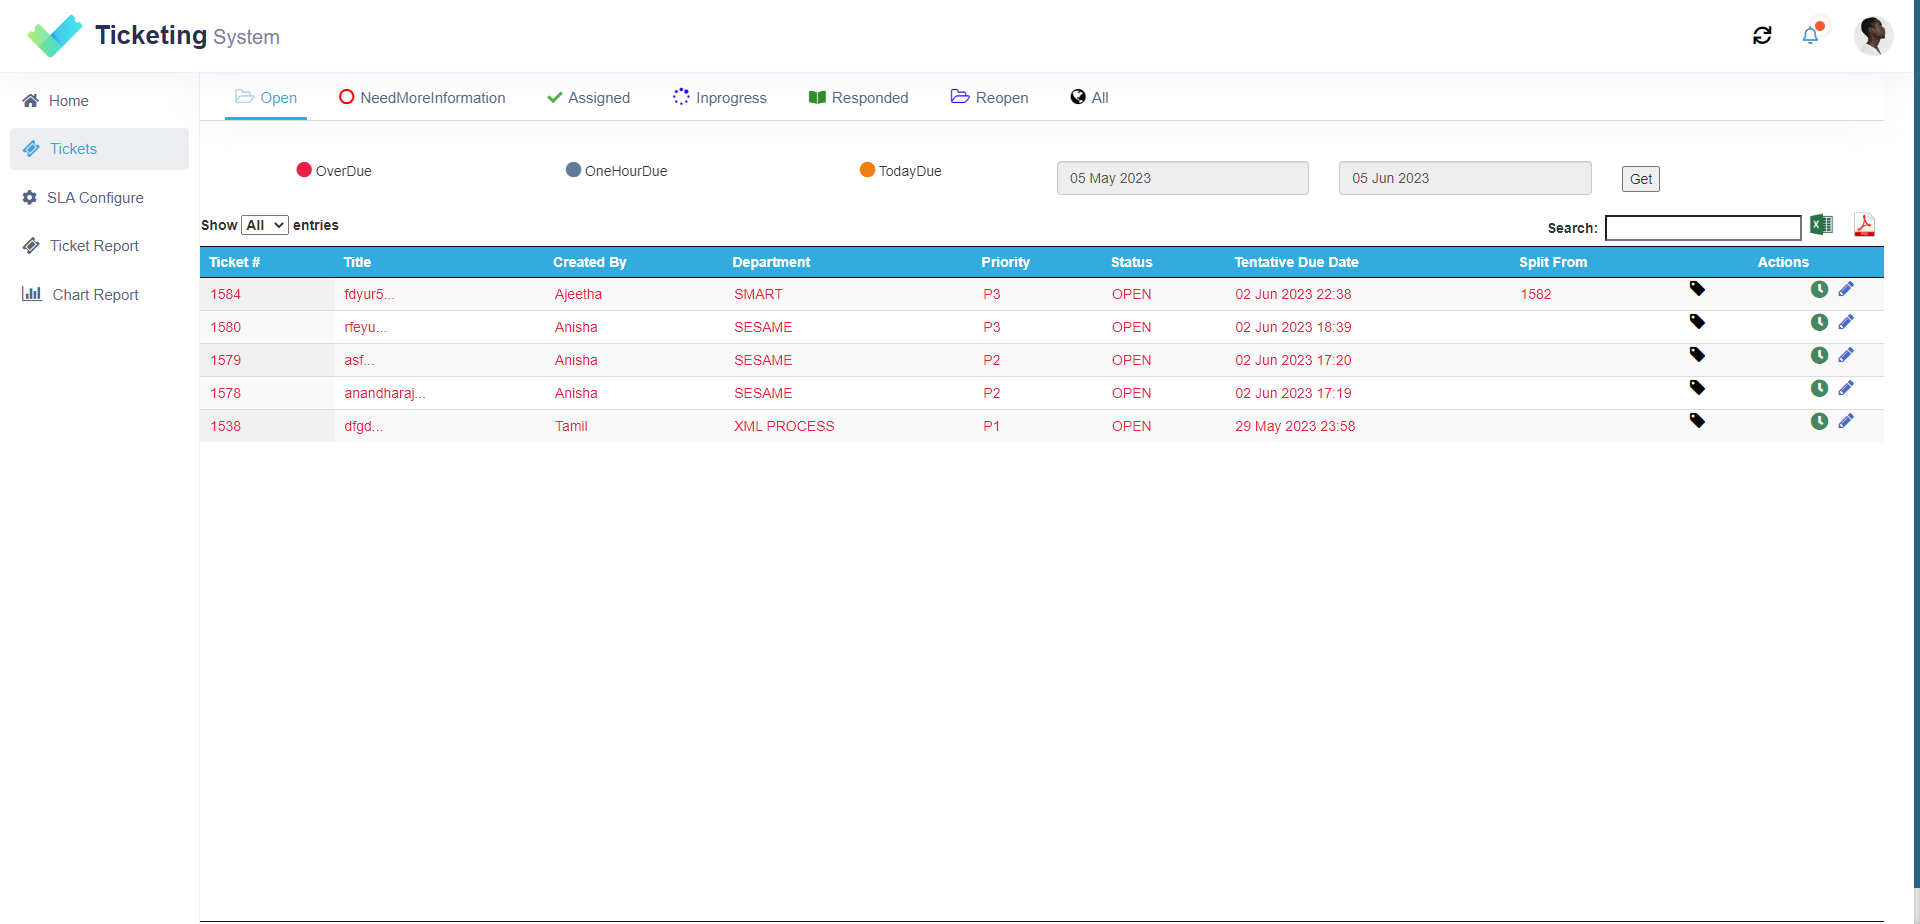 Ticketing System
Home
Tickets
SLA Configure
Ticket Report
Chart Report
Open NeedMoreInformation Assigned Inprogress Responded Reopen All
OverDue OneHourDue TodayDue 05 May 2023 05 Jun 2023 Get
Show All entries Search:
Ticket # Title Created By Department Priority Status Tentative Due Date Split From Actions
1584 fdyur5... Ajeetha SMART P3 OPEN 02 Jun 2023 22:38 1582
1580 rfeyu... Anisha SESAME P3 OPEN 02 Jun 2023 18:39
1579 asf... Anisha SESAME P2 OPEN 02 Jun 2023 17:20
1578 anandharaj... Anisha SESAME P2 OPEN 02 Jun 2023 17:19
1538 dfgd... Tamil XML PROCESS P1 OPEN 29 May 2023 23:58